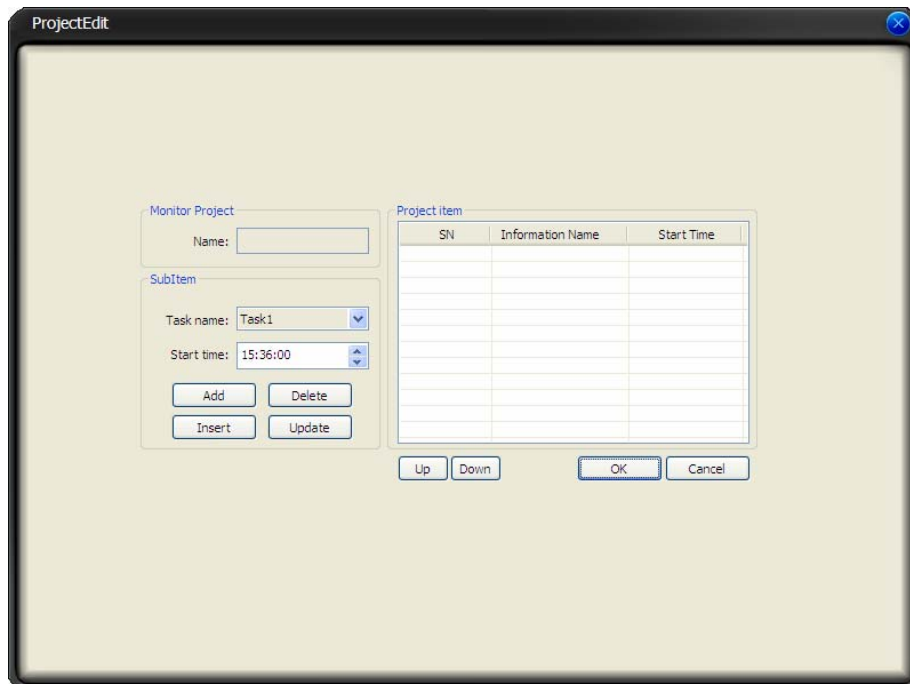 ProjectEdit
Monitor Project
Name:
SubItem
Task name: Task1
Start time: 15:36:00
Add Delete
Insert Update
Project item
SN Information Name Start Time
Up Down OK Cancel